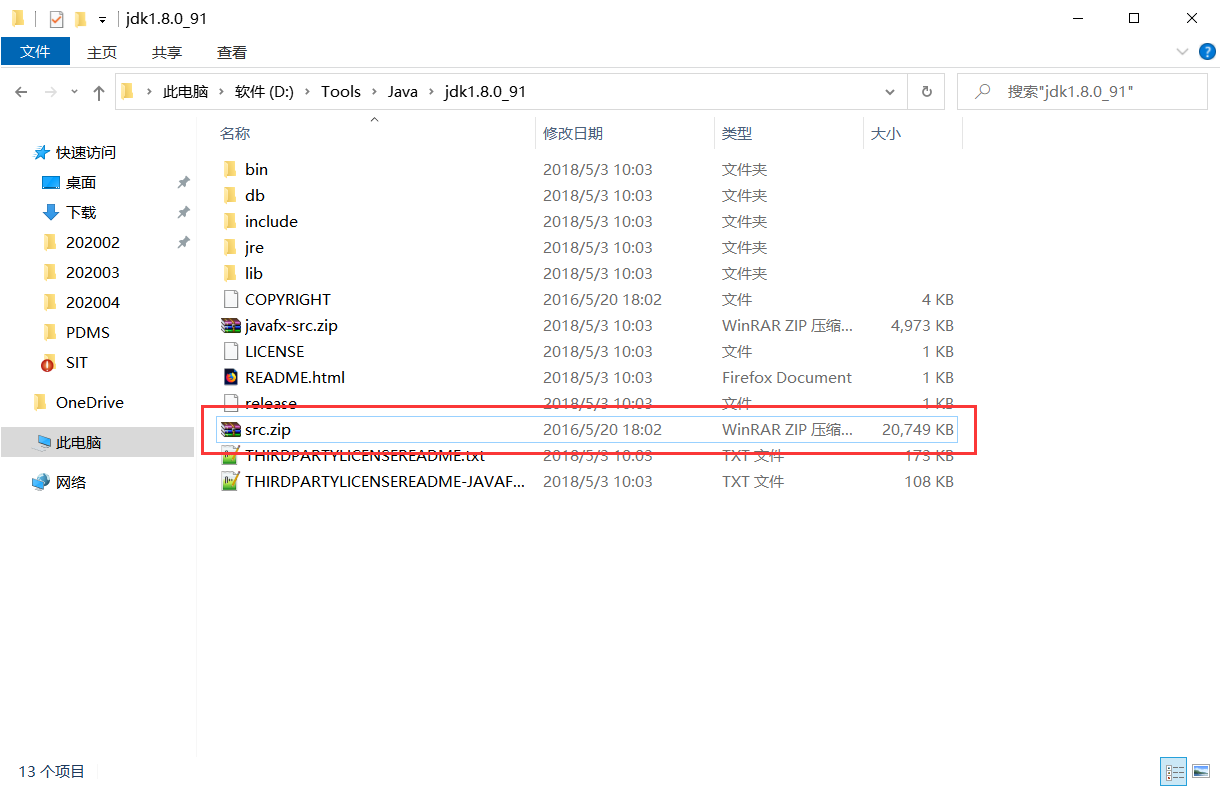 jdk1.8.0_91
文件 主页 共享 查看
此电脑 软件 (D:) Tools Java jdk1.8.0_91 搜索"jdk1.8.0_91"
名称 修改日期 类型 大小
快速访问
桌面
下载
202002
202003
202004
PDMS
SIT
OneDrive
此电脑
网络
bin 2018/5/3 10:03 文件夹
db 2018/5/3 10:03 文件夹
include 2018/5/3 10:03 文件夹
jre 2018/5/3 10:03 文件夹
lib 2018/5/3 10:03 文件夹
COPYRIGHT 2016/5/20 18:02 文件 4 KB
javafx-src.zip 2018/5/3 10:03 WinRAR ZIP 压缩... 4,973 KB
LICENSE 2018/5/3 10:03 文件 1 KB
README.html 2018/5/3 10:03 Firefox Document 1 KB
release 2018/5/3 10:03 文件 1 KB
src.zip 2016/5/20 18:02 WinRAR ZIP 压缩... 20,749 KB
THIRDPARTYLICENSEREADME.txt 2018/5/3 10:03 TXT 文件 173 KB
THIRDPARTYLICENSEREADME-JAVAF... 2018/5/3 10:03 TXT 文件 108 KB
13 个项目